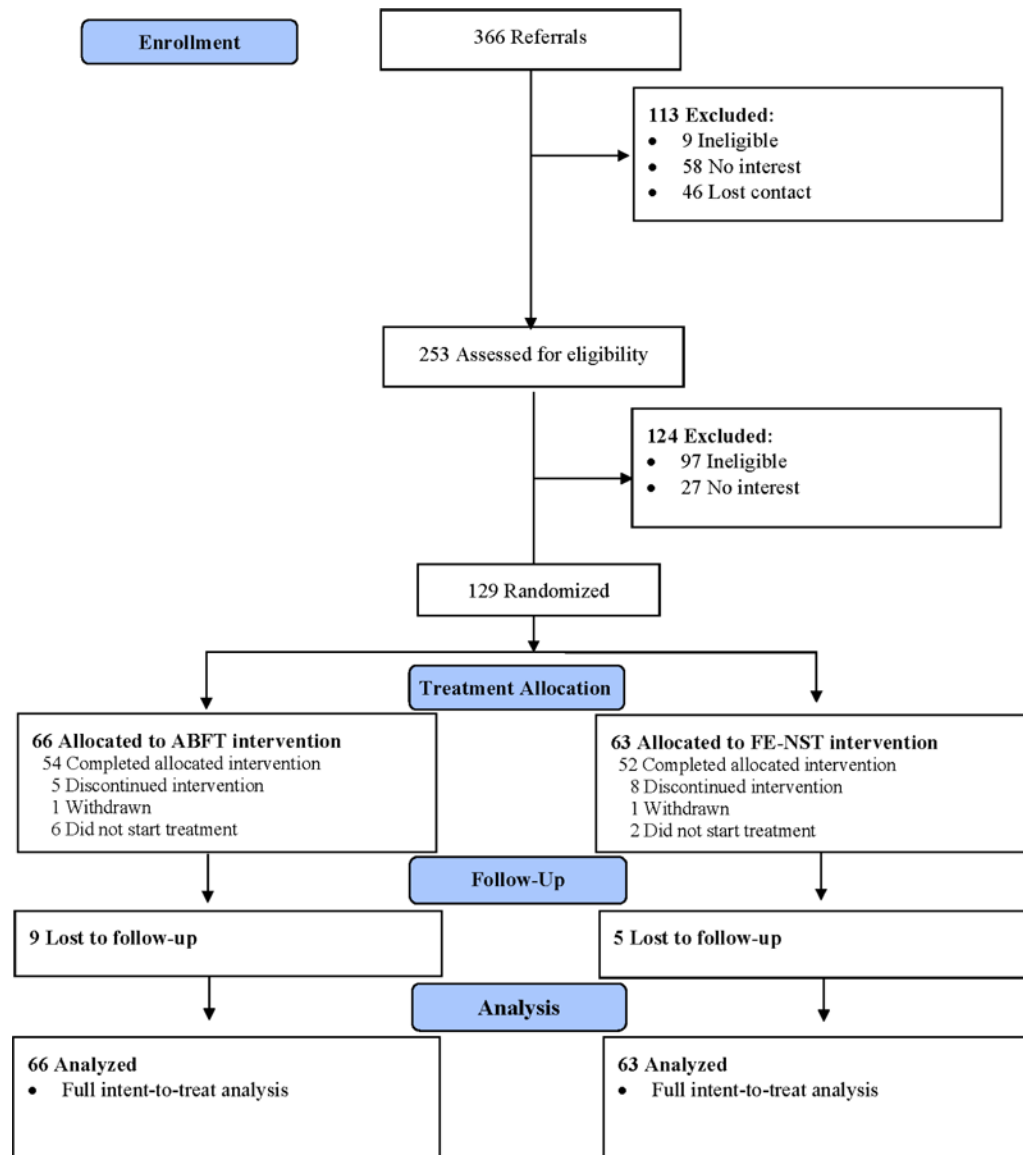 Enrollment
366 Referrals
113 Excluded:
• 9 Ineligible
• 58 No interest
• 46 Lost contact
253 Assessed for eligibility
124 Excluded:
• 97 Ineligible
• 27 No interest
129 Randomized
Treatment Allocation
66 Allocated to ABFT intervention
54 Completed allocated intervention
5 Discontinued intervention
1 Withdrawn
6 Did not start treatment
63 Allocated to FE-NST intervention
52 Completed allocated intervention
8 Discontinued intervention
1 Withdrawn
2 Did not start treatment
Follow-Up
9 Lost to follow-up
5 Lost to follow-up
Analysis
66 Analyzed
• Full intent-to-treat analysis
63 Analyzed
• Full intent-to-treat analysis